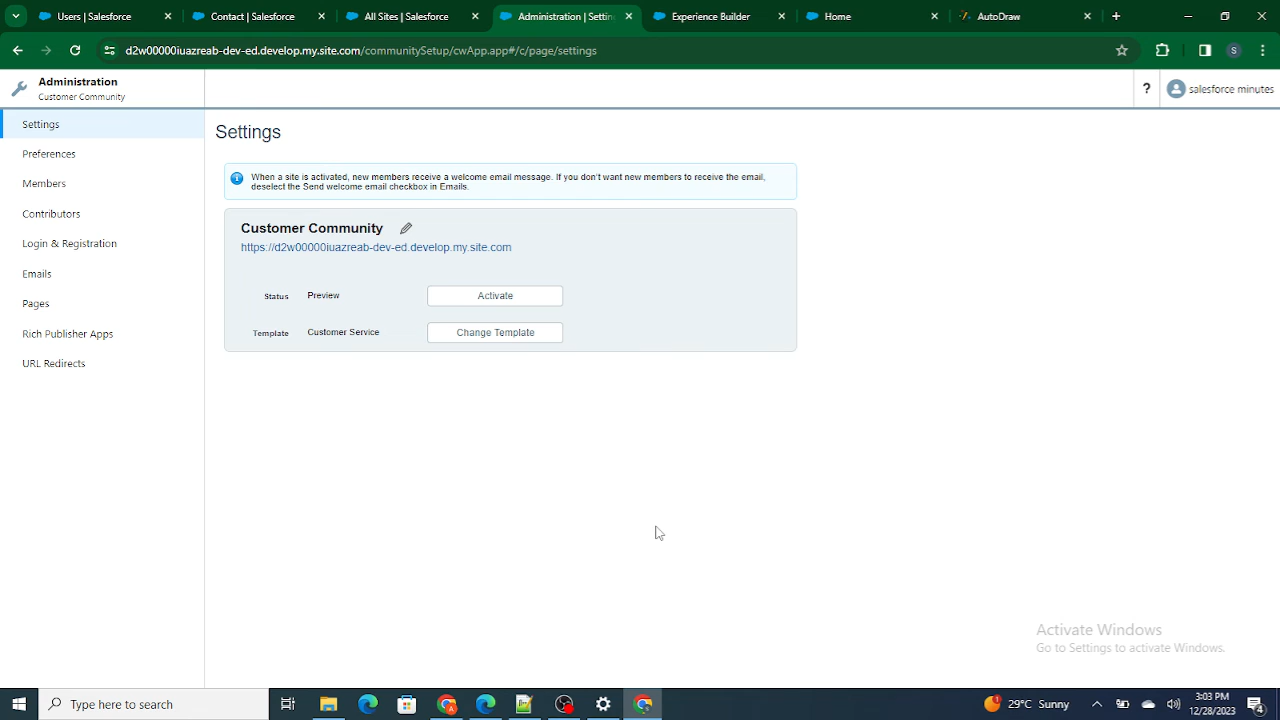 Users | Salesforce
Contact | Salesforce
All Sites | Salesforce
Administration | Settin
Experience Builder
Home
AutoDraw
d2w00000iuazreab-dev-ed.develop.my.site.com/communitySetup/cwApp.app#/c/page/settings
S
Administration
Customer Community
?
salesforce minutes
Settings
Preferences
Members
Contributors
Login & Registration
Emails
Pages
Rich Publisher Apps
URL Redirects
Settings
When a site is activated, new members receive a welcome email message. If you don't want new members to receive the email,
deselect the Send welcome email checkbox in Emails.
Customer Community
https://d2w00000iuazreab-dev-ed.develop.my.site.com
Status Preview Activate
Template Customer Service Change Template
Activate Windows
Go to Settings to activate Windows.
Type here to search
29°C Sunny
3:03 PM
12/28/2023
4